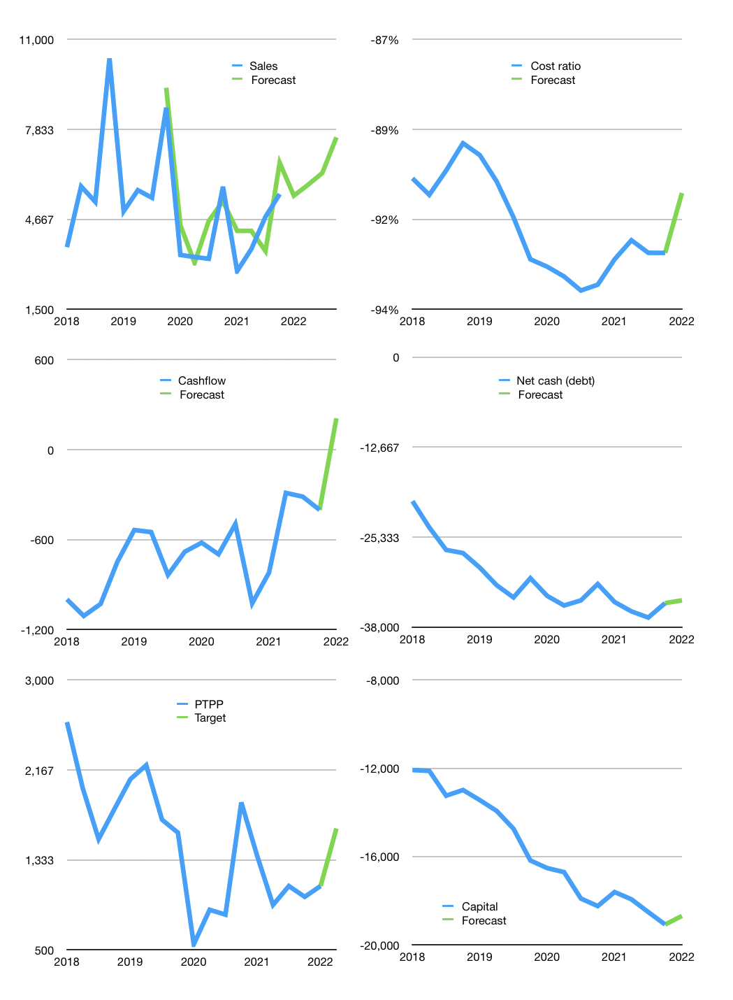 11,000
7,833
4,667
1,500
Sales
Forecast
2018 2019 2020 2021 2022
-87%
-89%
-92%
-94%
Cost ratio
Forecast
2018 2019 2020 2021 2022
600
0
-600
-1,200
Cashflow
Forecast
2018 2019 2020 2021 2022
0
-12,667
-25,333
-38,000
Net cash (debt)
Forecast
2018 2019 2020 2021 2022
3,000
2,167
1,333
500
PTPP
Target
2018 2019 2020 2021 2022
-8,000
-12,000
-16,000
-20,000
Capital
Forecast
2018 2019 2020 2021 2022